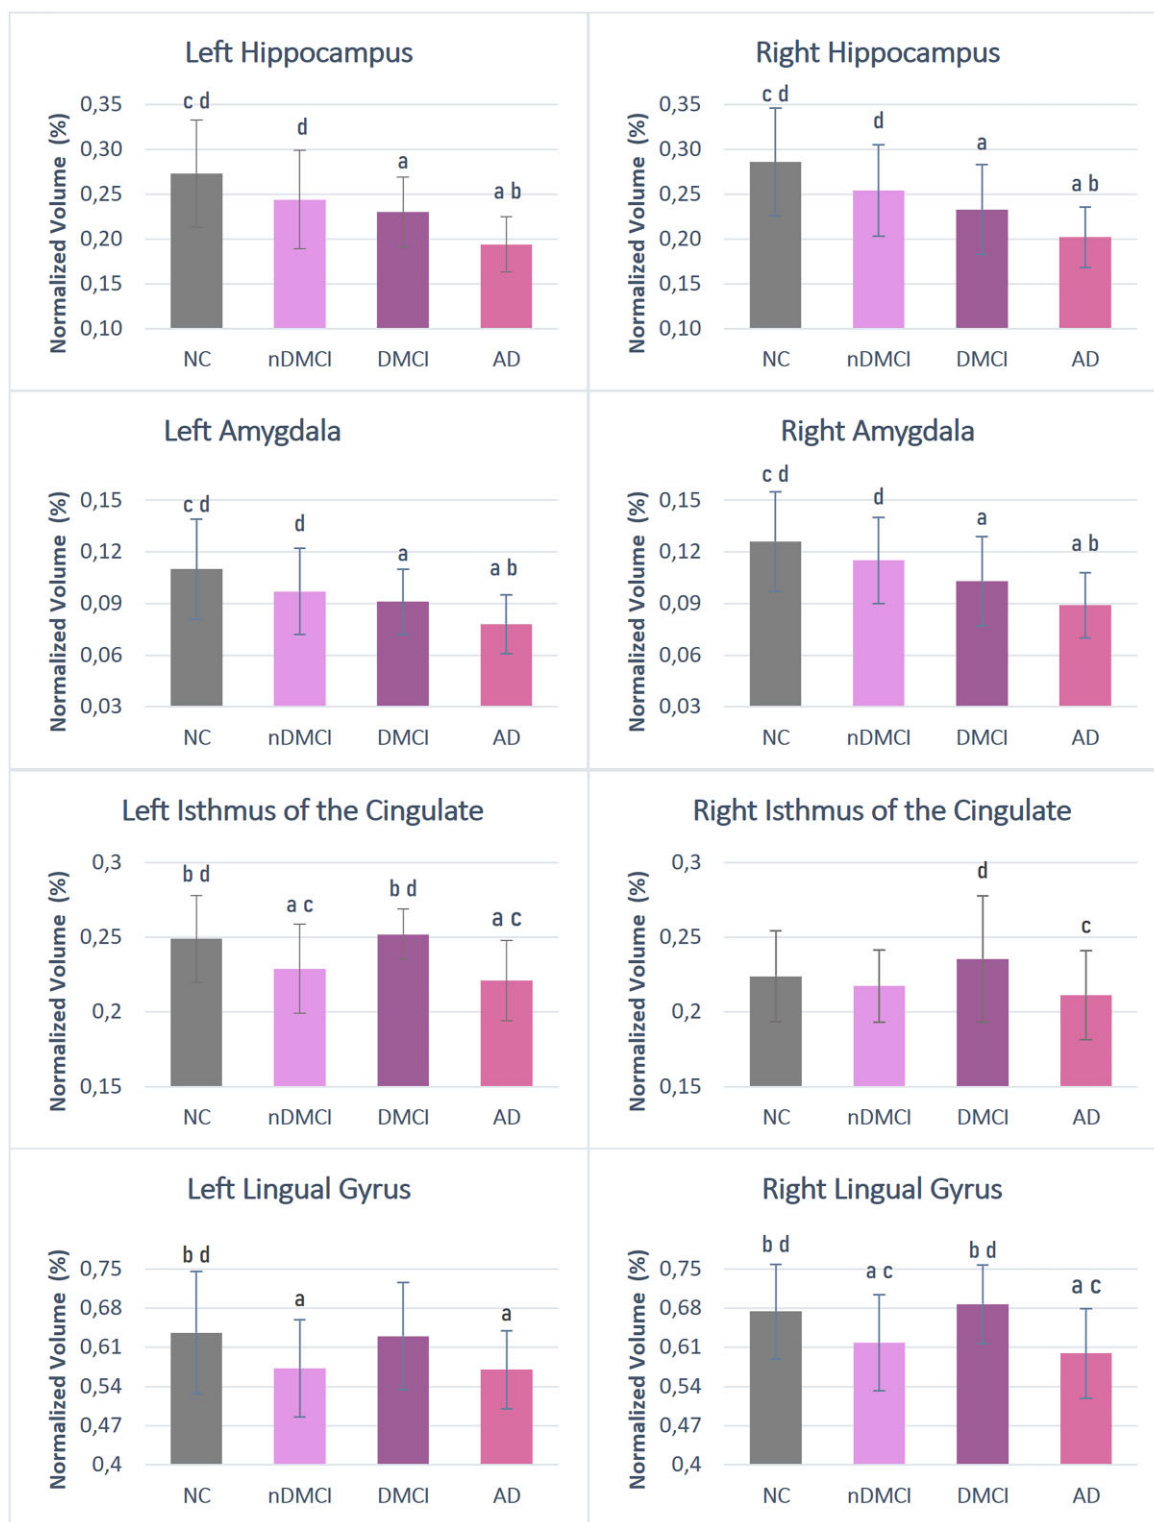 Left Hippocampus
Normalized Volume (%)
0,35
0,30
0,25
0,20
0,15
0,10
c d
d
a
a b
NC nDMCI DMCI AD
Right Hippocampus
Normalized Volume (%)
0,35
0,30
0,25
0,20
0,15
0,10
c d
d
a
a b
NC nDMCI DMCI AD
Left Amygdala
Normalized Volume (%)
0,15
0,12
0,09
0,06
0,03
c d
d
a
a b
NC nDMCI DMCI AD
Right Amygdala
Normalized Volume (%)
0,15
0,12
0,09
0,06
0,03
c d
d
a
a b
NC nDMCI DMCI AD
Left Isthmus of the Cingulate
Normalized Volume (%)
0,3
0,25
0,2
0,15
b d
a c
b d
a c
NC nDMCI DMCI AD
Right Isthmus of the Cingulate
Normalized Volume (%)
0,3
0,25
0,2
0,15
d
c
NC nDMCI DMCI AD
Left Lingual Gyrus
Normalized Volume (%)
0,75
0,68
0,61
0,54
0,47
0,4
b d
a
a
NC nDMCI DMCI AD
Right Lingual Gyrus
Normalized Volume (%)
0,75
0,68
0,61
0,54
0,47
0,4
b d
a c
b d
a c
NC nDMCI DMCI AD